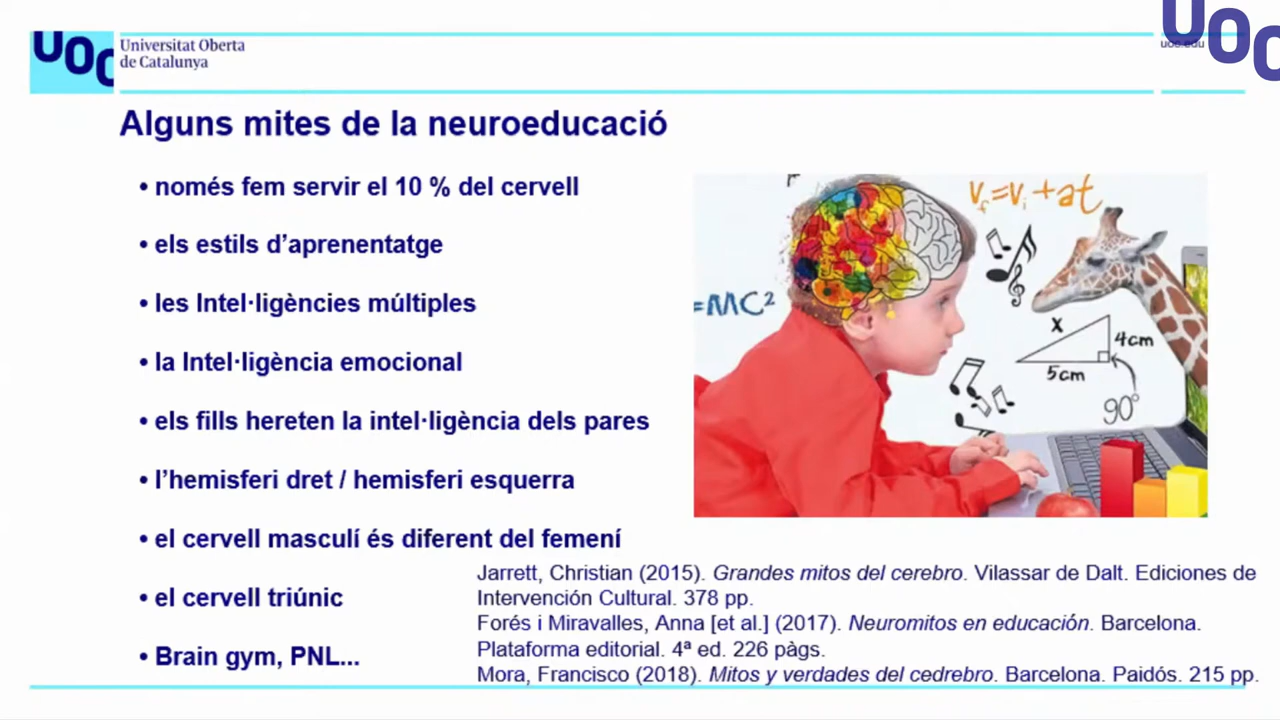 UOC
Universitat Oberta
de Catalunya
uoc.edu
UOC
Alguns mites de la neuroeducació
• només fem servir el 10 % del cervell
• els estils d’aprenentatge
• les Intel·ligències múltiples
• la Intel·ligència emocional
• els fills hereten la intel·ligència dels pares
• l’hemisferi dret / hemisferi esquerra
• el cervell masculí és diferent del femení
• el cervell triúnic
• Brain gym, PNL...
v_f=v_i+at
=MC²
x
4cm
5cm
90°
Jarrett, Christian (2015). Grandes mitos del cerebro. Vilassar de Dalt. Ediciones de
Intervención Cultural. 378 pp.
Forés i Miravalles, Anna [et al.] (2017). Neuromitos en educación. Barcelona.
Plataforma editorial. 4ª ed. 226 pàgs.
Mora, Francisco (2018). Mitos y verdades del cedrebro. Barcelona. Paidós. 215 pp.